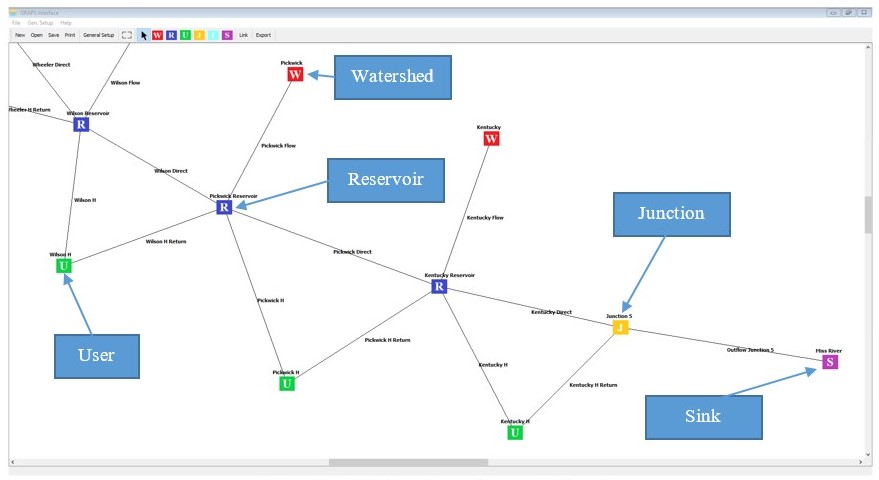 GRAPS Interface
File Gen. Setup Help
New Open Save Print General Setup W R U J I S Link Export
Wheeler Direct
Wilson Flow
Wheeler H Return
Wilson Reservoir
R
Pickwick
W
Watershed
Kentucky
W
Pickwick Flow
Wilson Direct
Reservoir
Pickwick Reservoir
R
Wilson H
Wilson H Return
Kentucky Flow
Junction
Wilson H
U
Pickwick Direct
Kentucky Reservoir
R
Pickwick H
Kentucky Direct
Junction 5
J
User
Pickwick H Return
Outflow Junction 5
Miss River
S
Pickwick H
U
Kentucky H
Kentucky H Return
Sink
Kentucky H
U